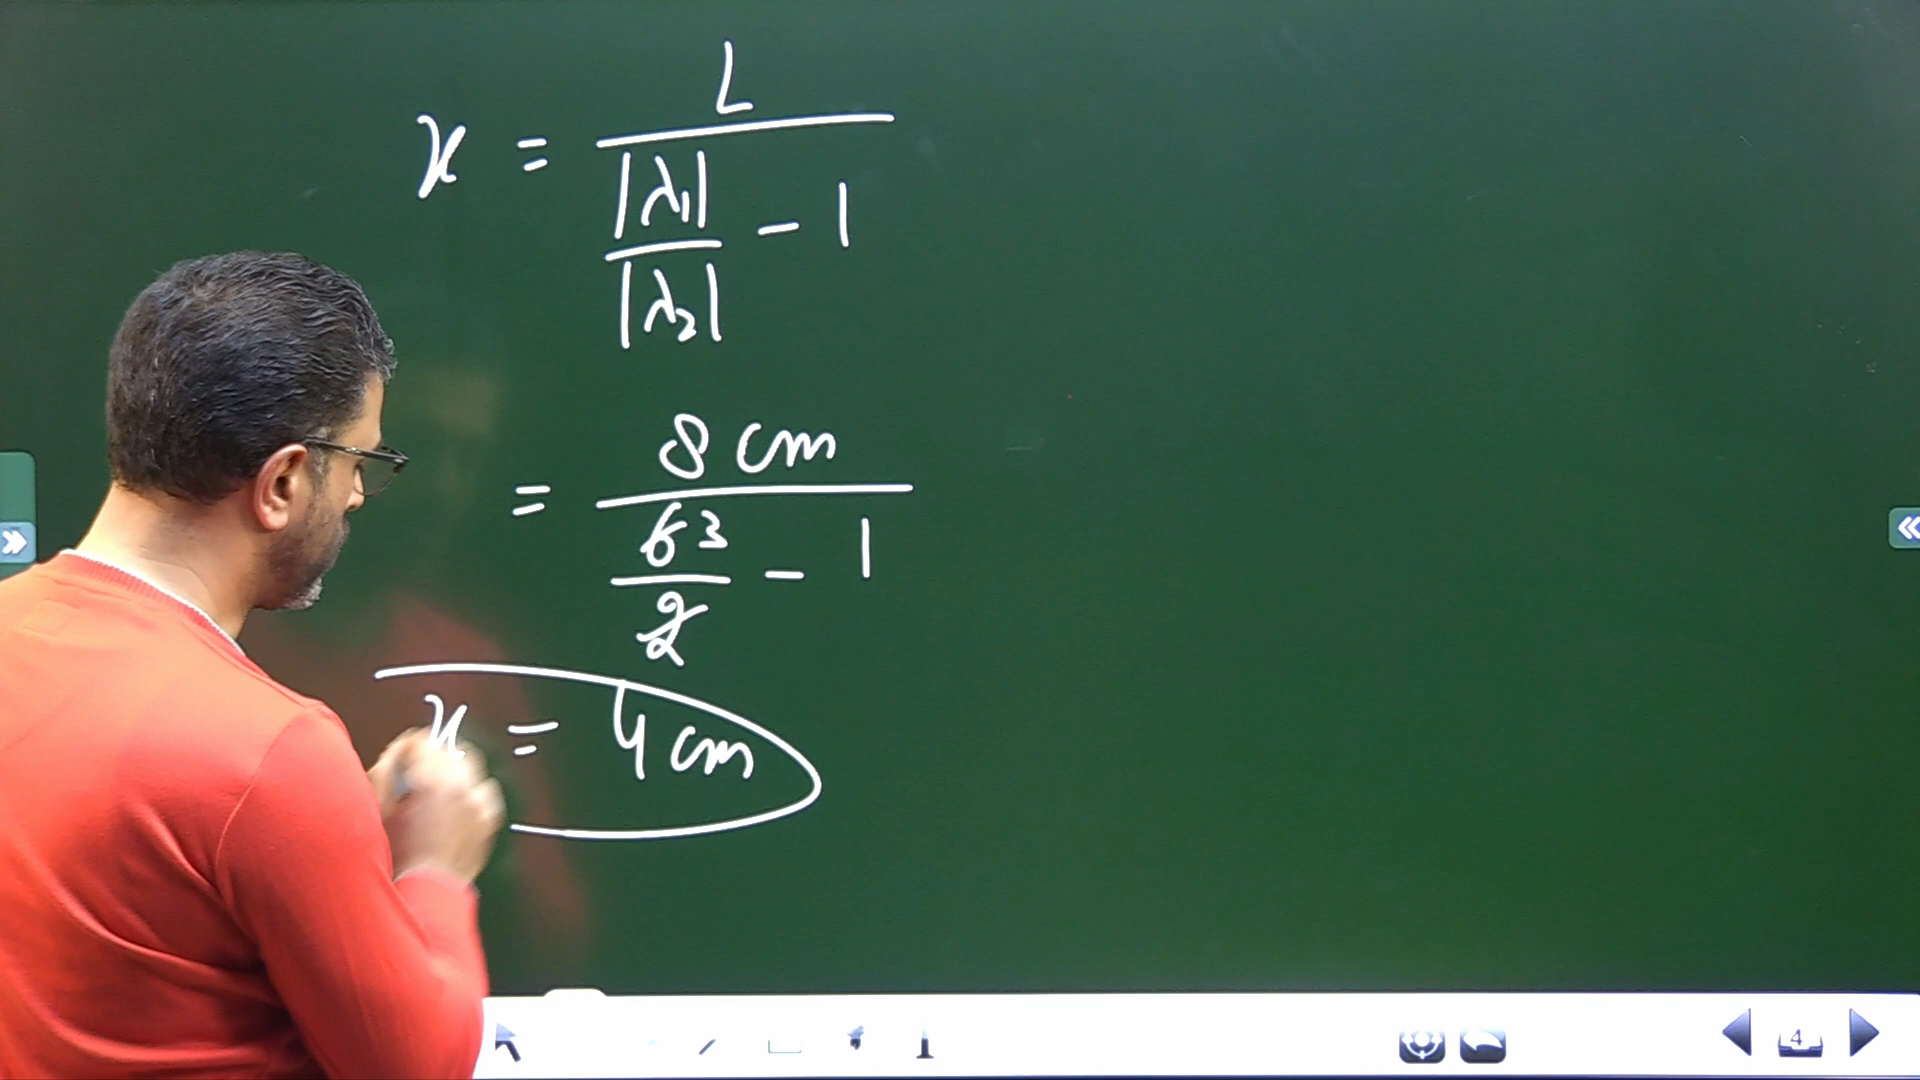 x = L
|λ1|
|λ2|
- 1
= 8 cm
6 3
2
- 1
x = 4 cm
4